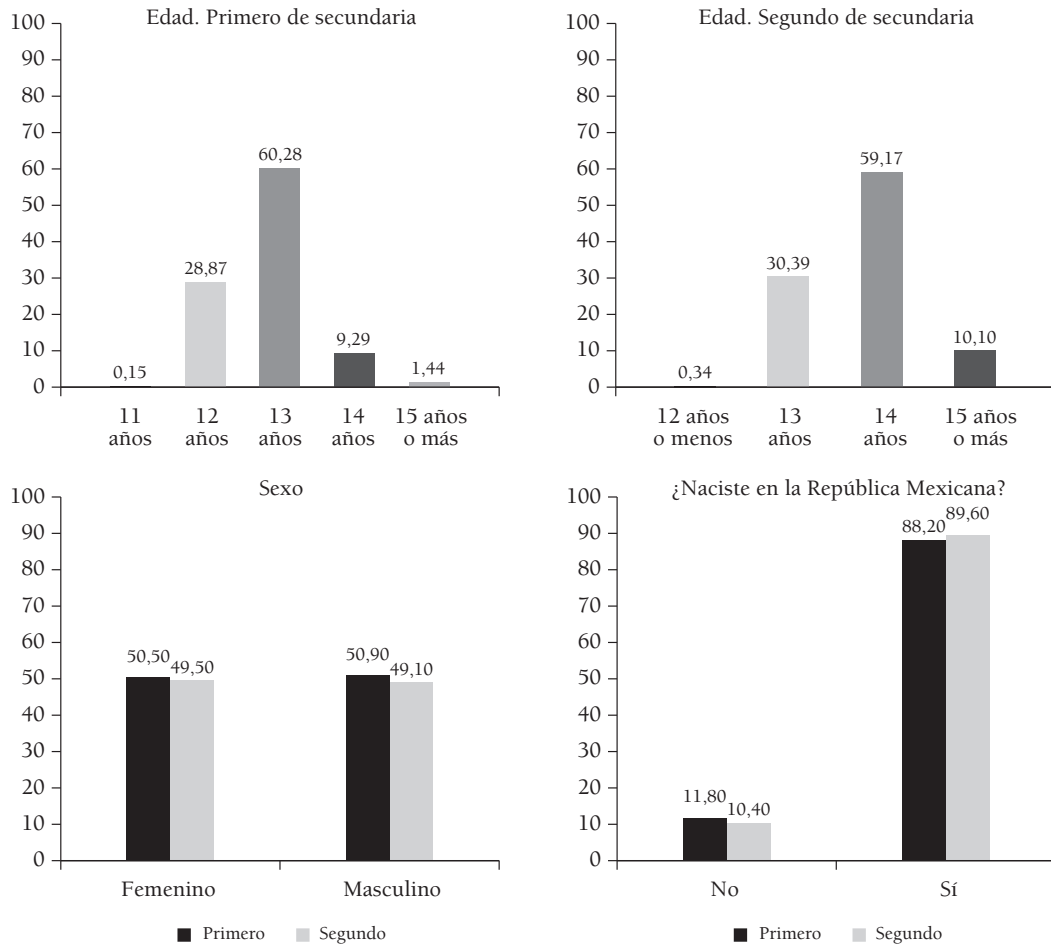 Edad. Primero de secundaria
100
90
80
70
60
50
40
30
20
10
0
0,15
28,87
60,28
9,29
1,44
11 años
12 años
13 años
14 años
15 años o más
Edad. Segundo de secundaria
100
90
80
70
60
50
40
30
20
10
0
0,34
30,39
59,17
10,10
12 años o menos
13 años
14 años
15 años o más
Sexo
100
90
80
70
60
50
40
30
20
10
0
50,50
49,50
50,90
49,10
Femenino
Masculino
Primero
Segundo
¿Naciste en la República Mexicana?
100
90
80
70
60
50
40
30
20
10
0
11,80
10,40
88,20
89,60
No
Sí
Primero
Segundo